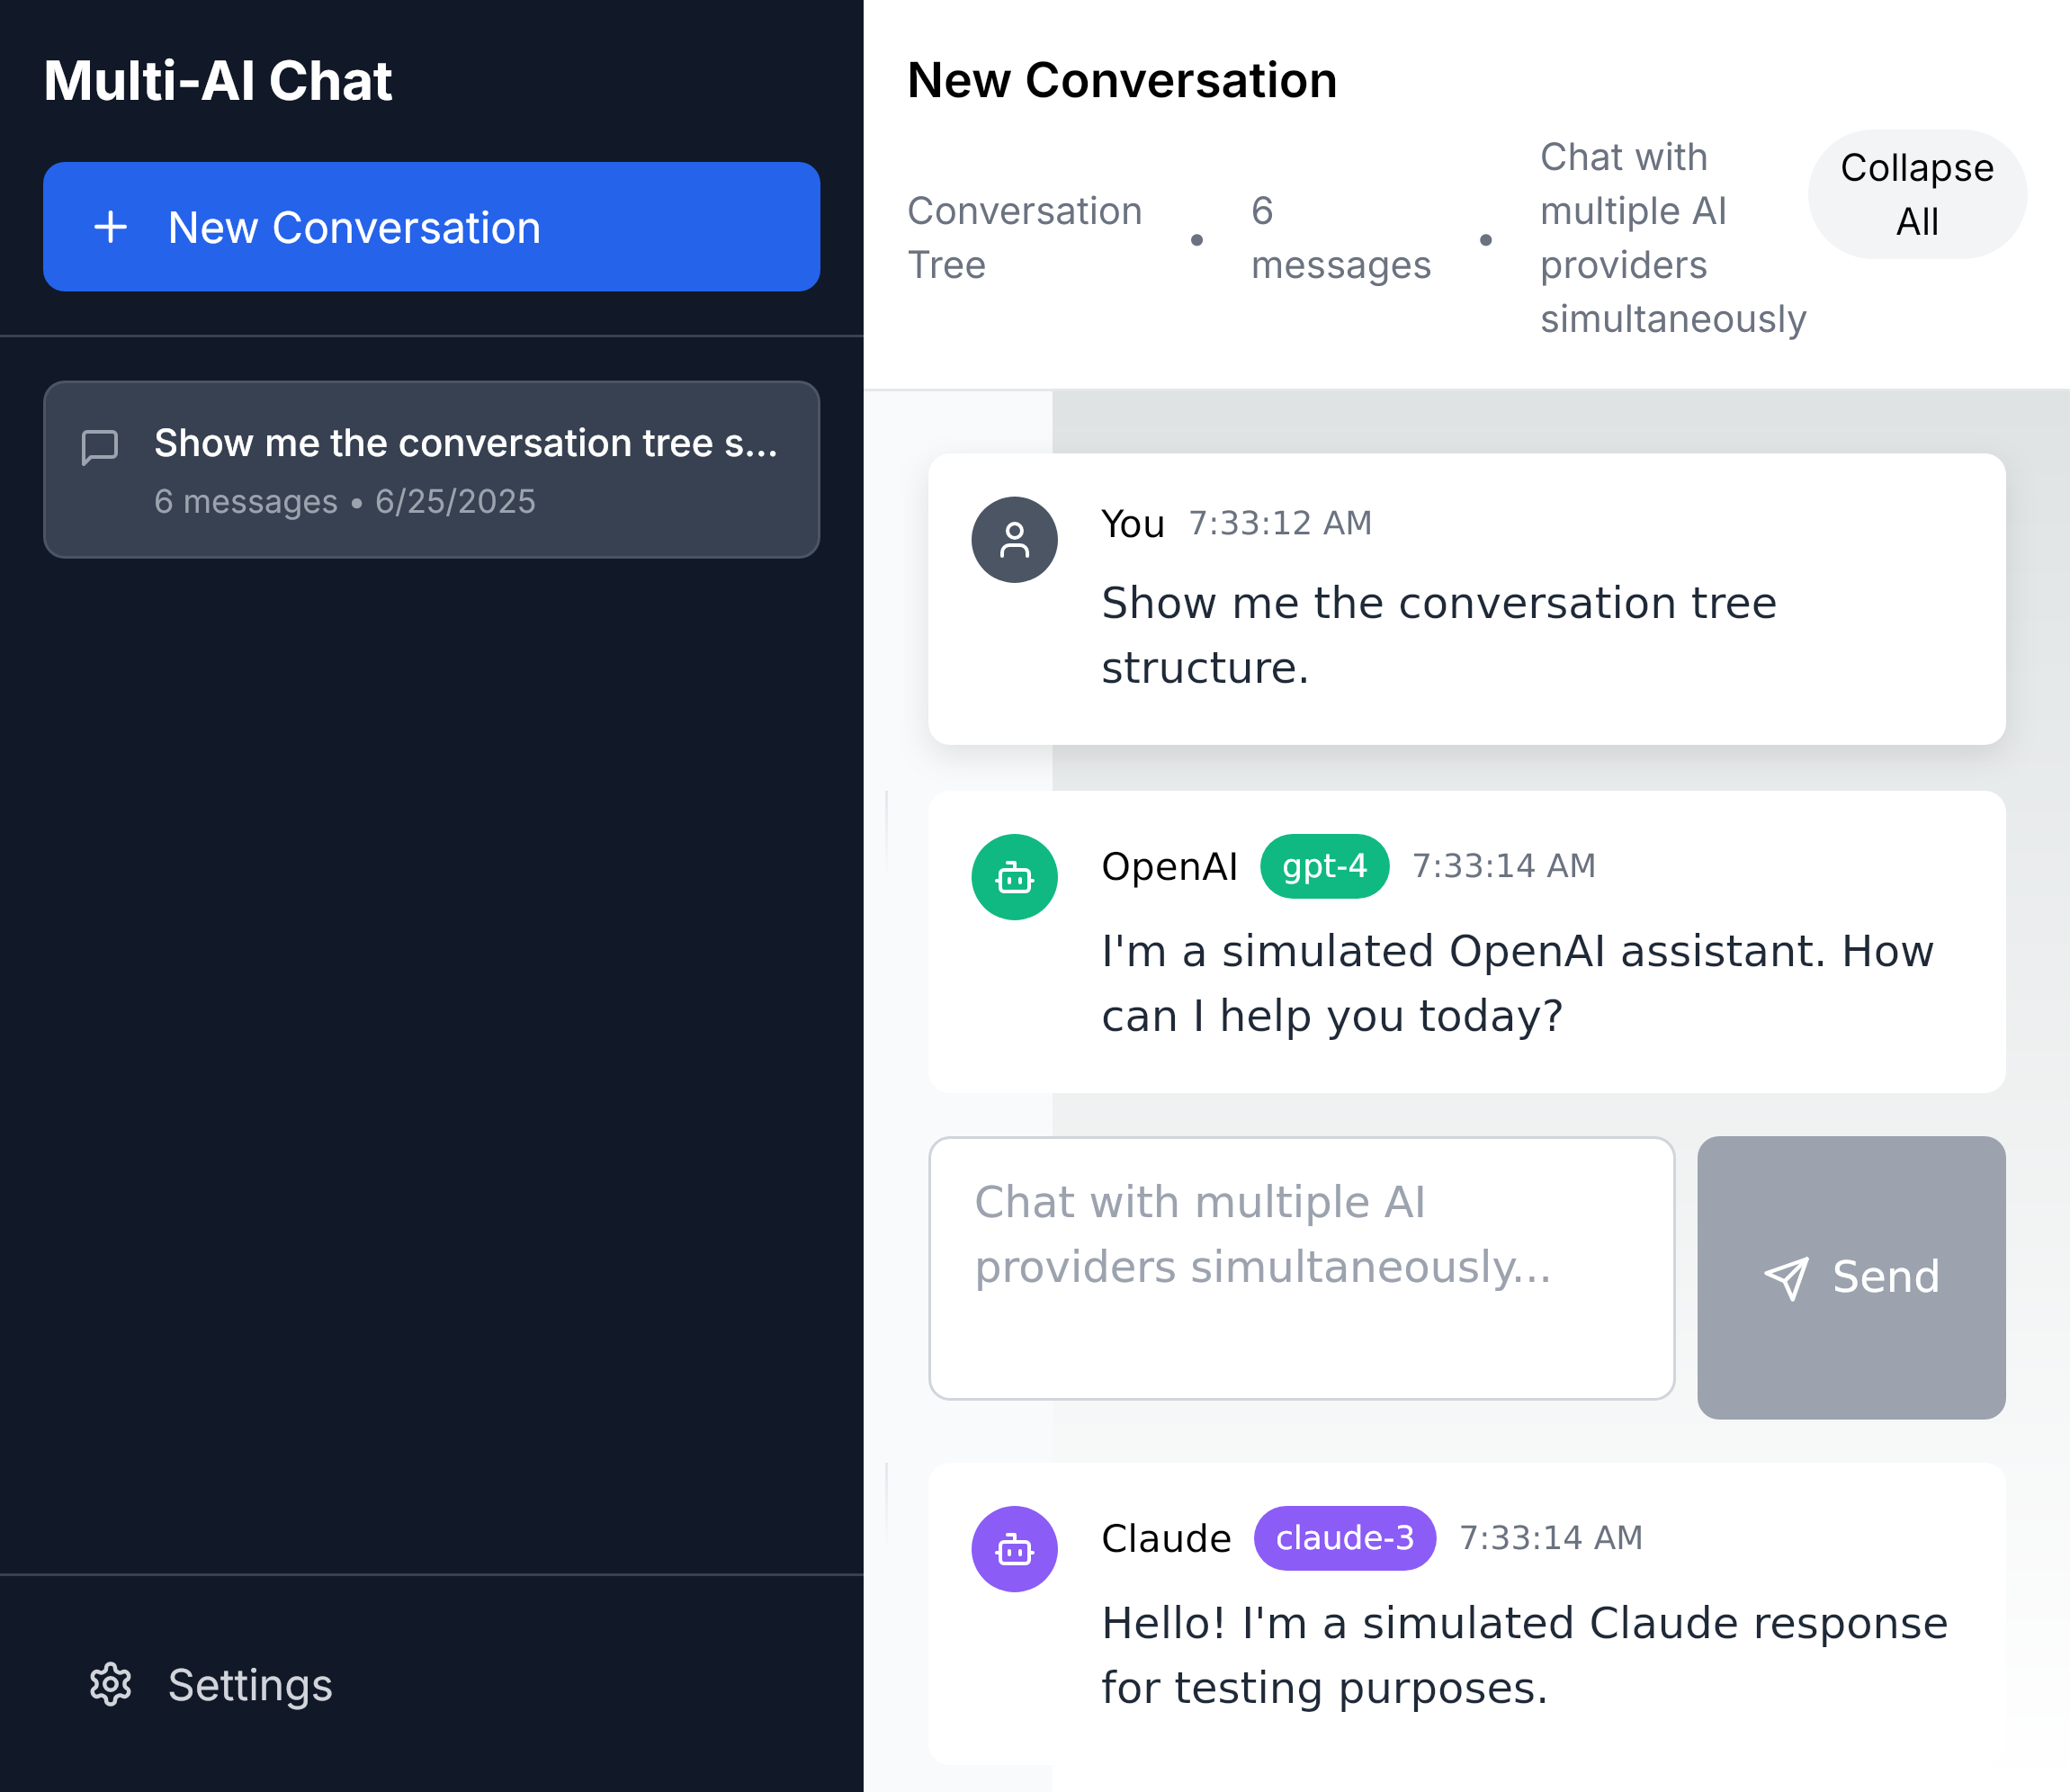 Multi-AI Chat
New Conversation
Show me the conversation tree s...
6 messages • 6/25/2025
Settings
New Conversation
Conversation
Tree
•
6
messages
•
Chat with
multiple AI
providers
simultaneously
Collapse
All
You 7:33:12 AM
Show me the conversation tree
structure.
OpenAI gpt-4 7:33:14 AM
I'm a simulated OpenAI assistant. How
can I help you today?
Chat with multiple AI
providers simultaneously...
Send
Claude claude-3 7:33:14 AM
Hello! I'm a simulated Claude response
for testing purposes.